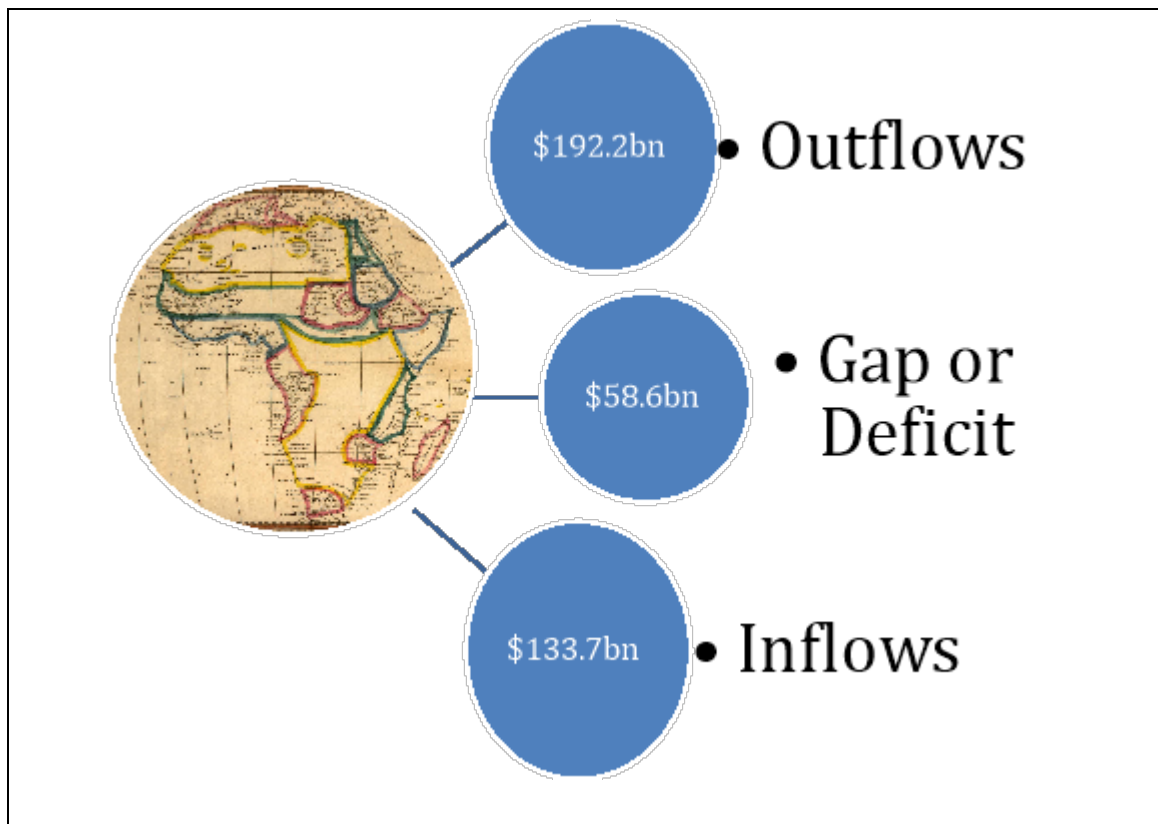 $192.2bn
• Outflows
$58.6bn
• Gap or
Deficit
$133.7bn
• Inflows